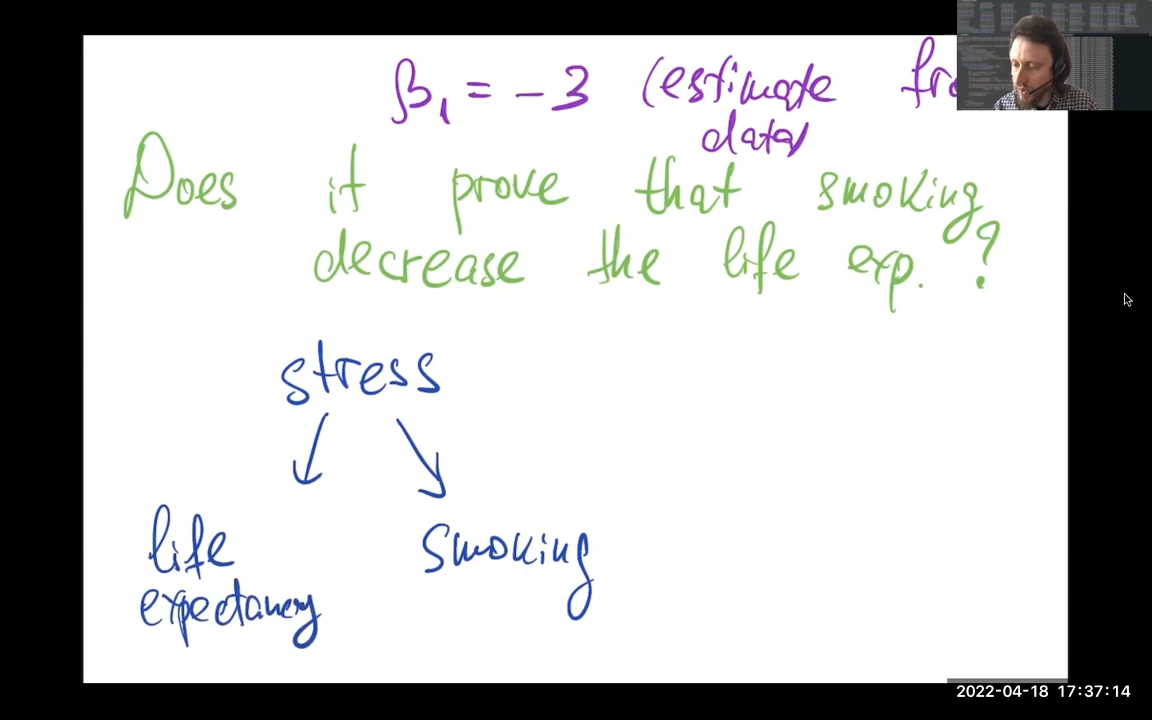 β₁ = -3 (estimate
data)
Does it prove that smoking
decrease the life exp. ?
stress
life smoking
expectancy
2022-04-18 17:37:14